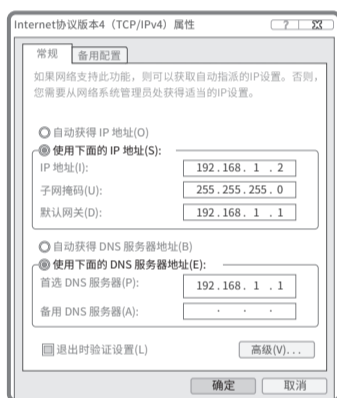 Internet协议版本4（TCP/IPv4）属性
常规 备用配置
如果网络支持此功能，则可以获取自动指派的IP设置。否则，
您需要从网络系统管理员处获得适当的IP设置。
自动获得 IP 地址(O)
使用下面的 IP 地址(S):
IP 地址(I): 192.168. 1 .2
子网掩码(U): 255.255.255.0
默认网关(D): 192.168. 1 .1
自动获得 DNS 服务器地址(B)
使用下面的 DNS 服务器地址(E):
首选 DNS 服务器(P): 192.168. 1 .1
备用 DNS 服务器(A): . . .
退出时验证设置(L) 高级(V)...
确定 取消